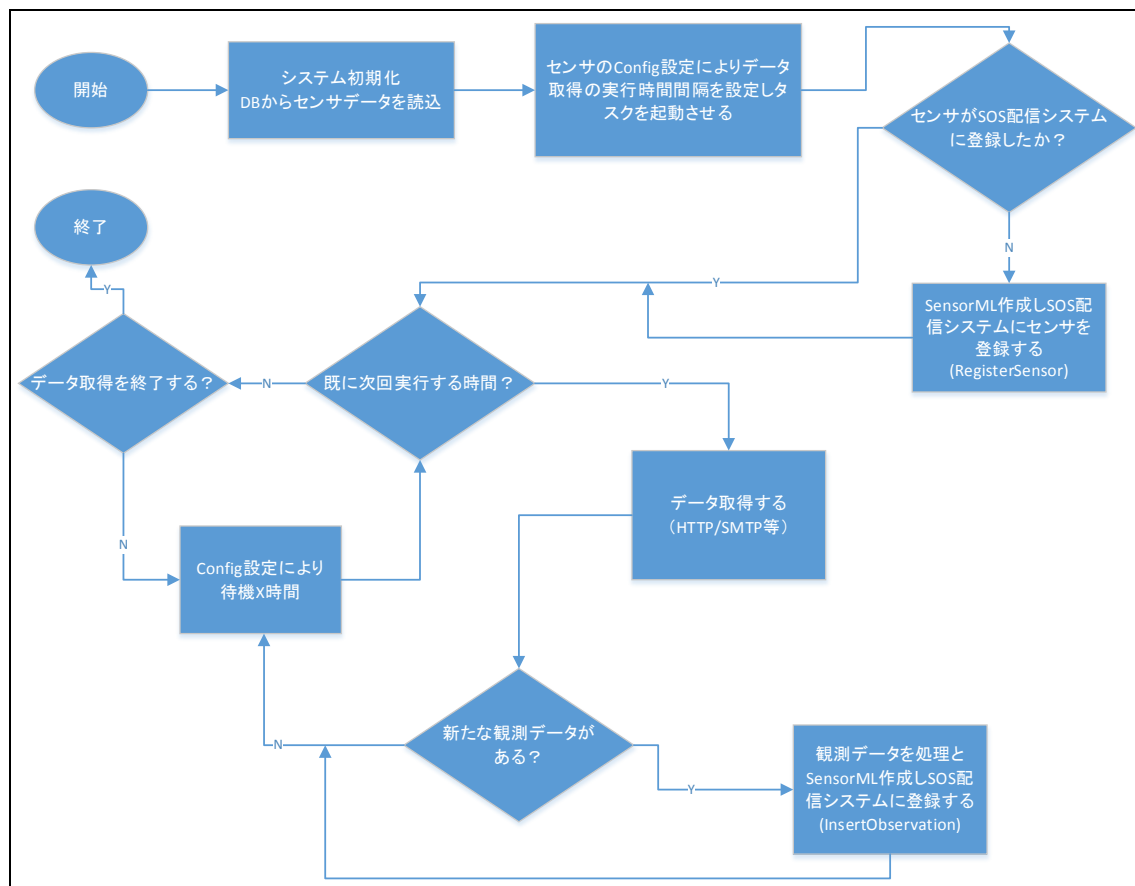 開始
システム初期化
DBからセンサデータを読込
センサのConfig設定によりデータ
取得の実行時間間隔を設定しタ
スクを起動させる
センサがSOS配信システム
に登録したか？
N
SensorML作成しSOS配
信システムにセンサを
登録する
(RegisterSensor)
Y
既に次回実行する時間？
N
データ取得を終了する？
Y
終了
N
Config設定により
待機X時間
Y
データ取得する
（HTTP/SMTP等）
新たな観測データが
ある？
N
Y
観測データを処理と
SensorML作成しSOS配
信システムに登録する
(InsertObservation)